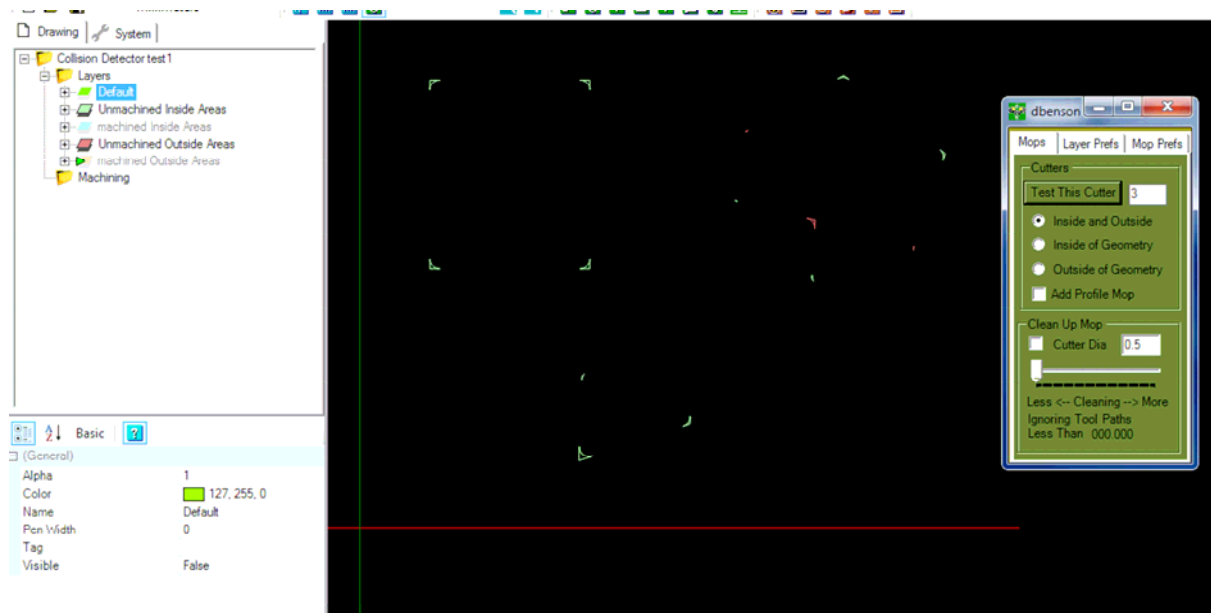 Drawing System
Collision Detector test1
Layers
Default
Unmachined Inside Areas
machined Inside Areas
Unmachined Outside Areas
machined Outside Areas
Machining
Basic
(General)
Alpha 1
Color 127, 255, 0
Name Default
Pen Width 0
Tag
Visible False
dbenson
Mops Layer Prefs Mop Prefs
Cutters
Test This Cutter 3
Inside and Outside
Inside of Geometry
Outside of Geometry
Add Profile Mop
Clean Up Mop
Cutter Dia 0.5
Less <-- Cleaning --> More
Ignoring Tool Paths
Less Than 000.000